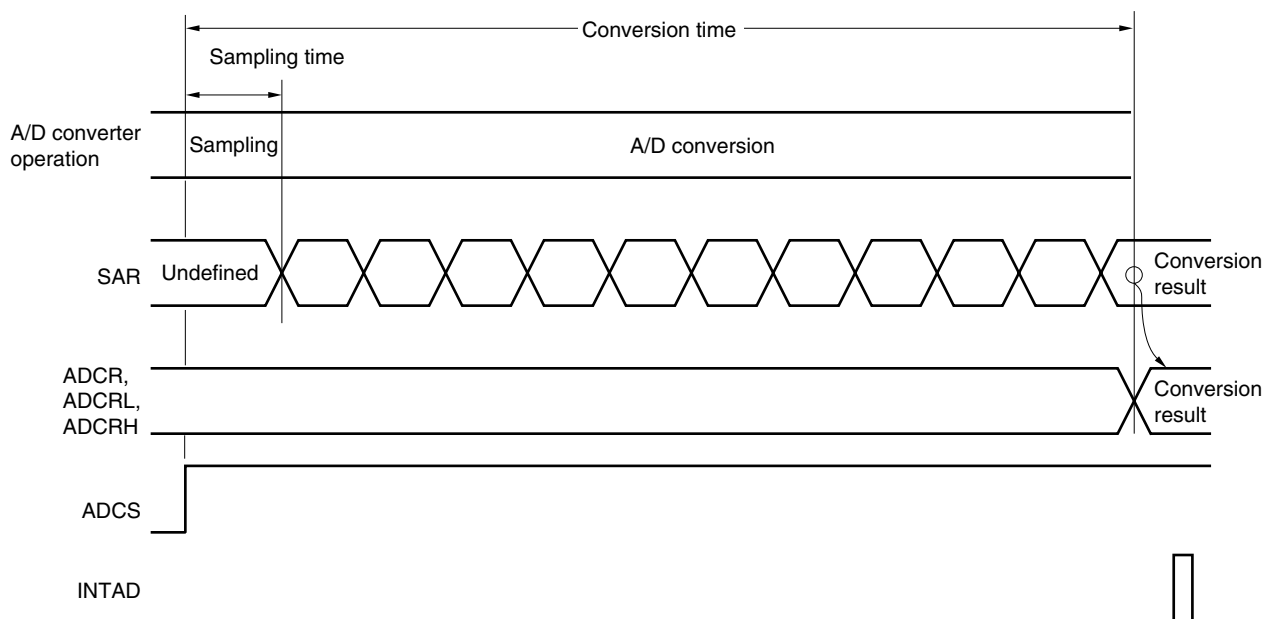 Conversion time
Sampling time
A/D converter
operation
Sampling
A/D conversion
SAR
Undefined
Conversion
result
ADCR,
ADCRL,
ADCRH
Conversion
result
ADCS
INTAD